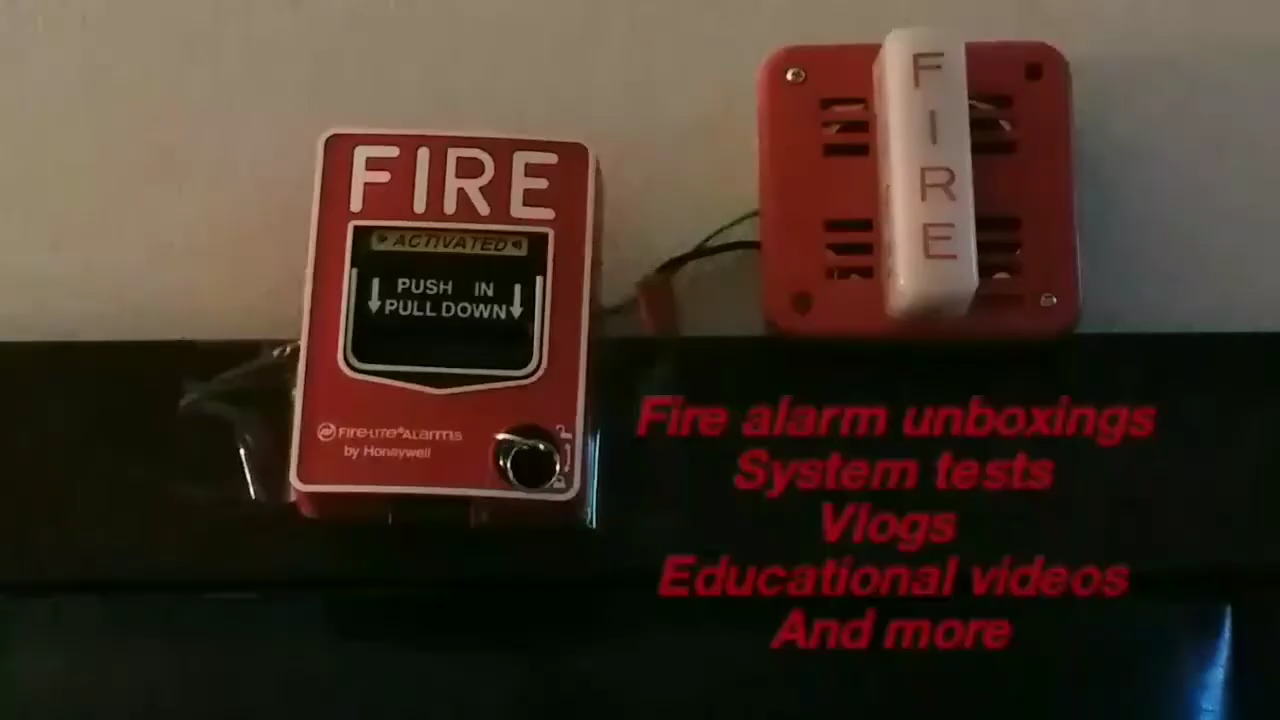 FIRE
ACTIVATED
PUSH IN
PULL DOWN
FIRE-LITE® ALARMS
by Honeywell
FIRE
Fire alarm unboxings
System tests
Vlogs
Educational videos
And more